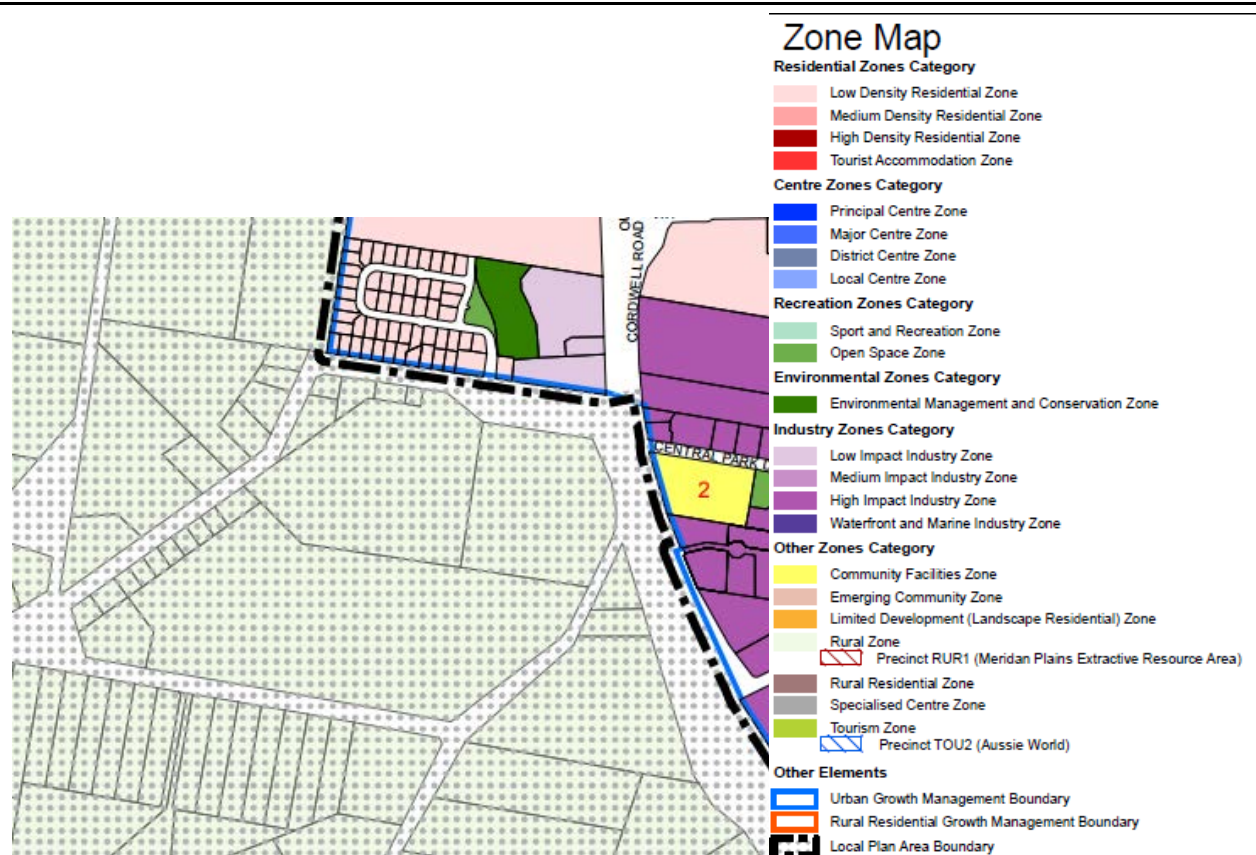 Zone Map
Residential Zones Category
Low Density Residential Zone
Medium Density Residential Zone
High Density Residential Zone
Tourist Accommodation Zone
Centre Zones Category
Principal Centre Zone
Major Centre Zone
District Centre Zone
Local Centre Zone
Recreation Zones Category
Sport and Recreation Zone
Open Space Zone
Environmental Zones Category
Environmental Management and Conservation Zone
Industry Zones Category
Low Impact Industry Zone
Medium Impact Industry Zone
High Impact Industry Zone
Waterfront and Marine Industry Zone
Other Zones Category
Community Facilities Zone
Emerging Community Zone
Limited Development (Landscape Residential) Zone
Rural Zone
Precinct RUR1 (Meridan Plains Extractive Resource Area)
Rural Residential Zone
Specialised Centre Zone
Tourism Zone
Precinct TOU2 (Aussie World)
Other Elements
Urban Growth Management Boundary
Rural Residential Growth Management Boundary
Local Plan Area Boundary
CORDWELL ROAD
CENTRAL PARK
2